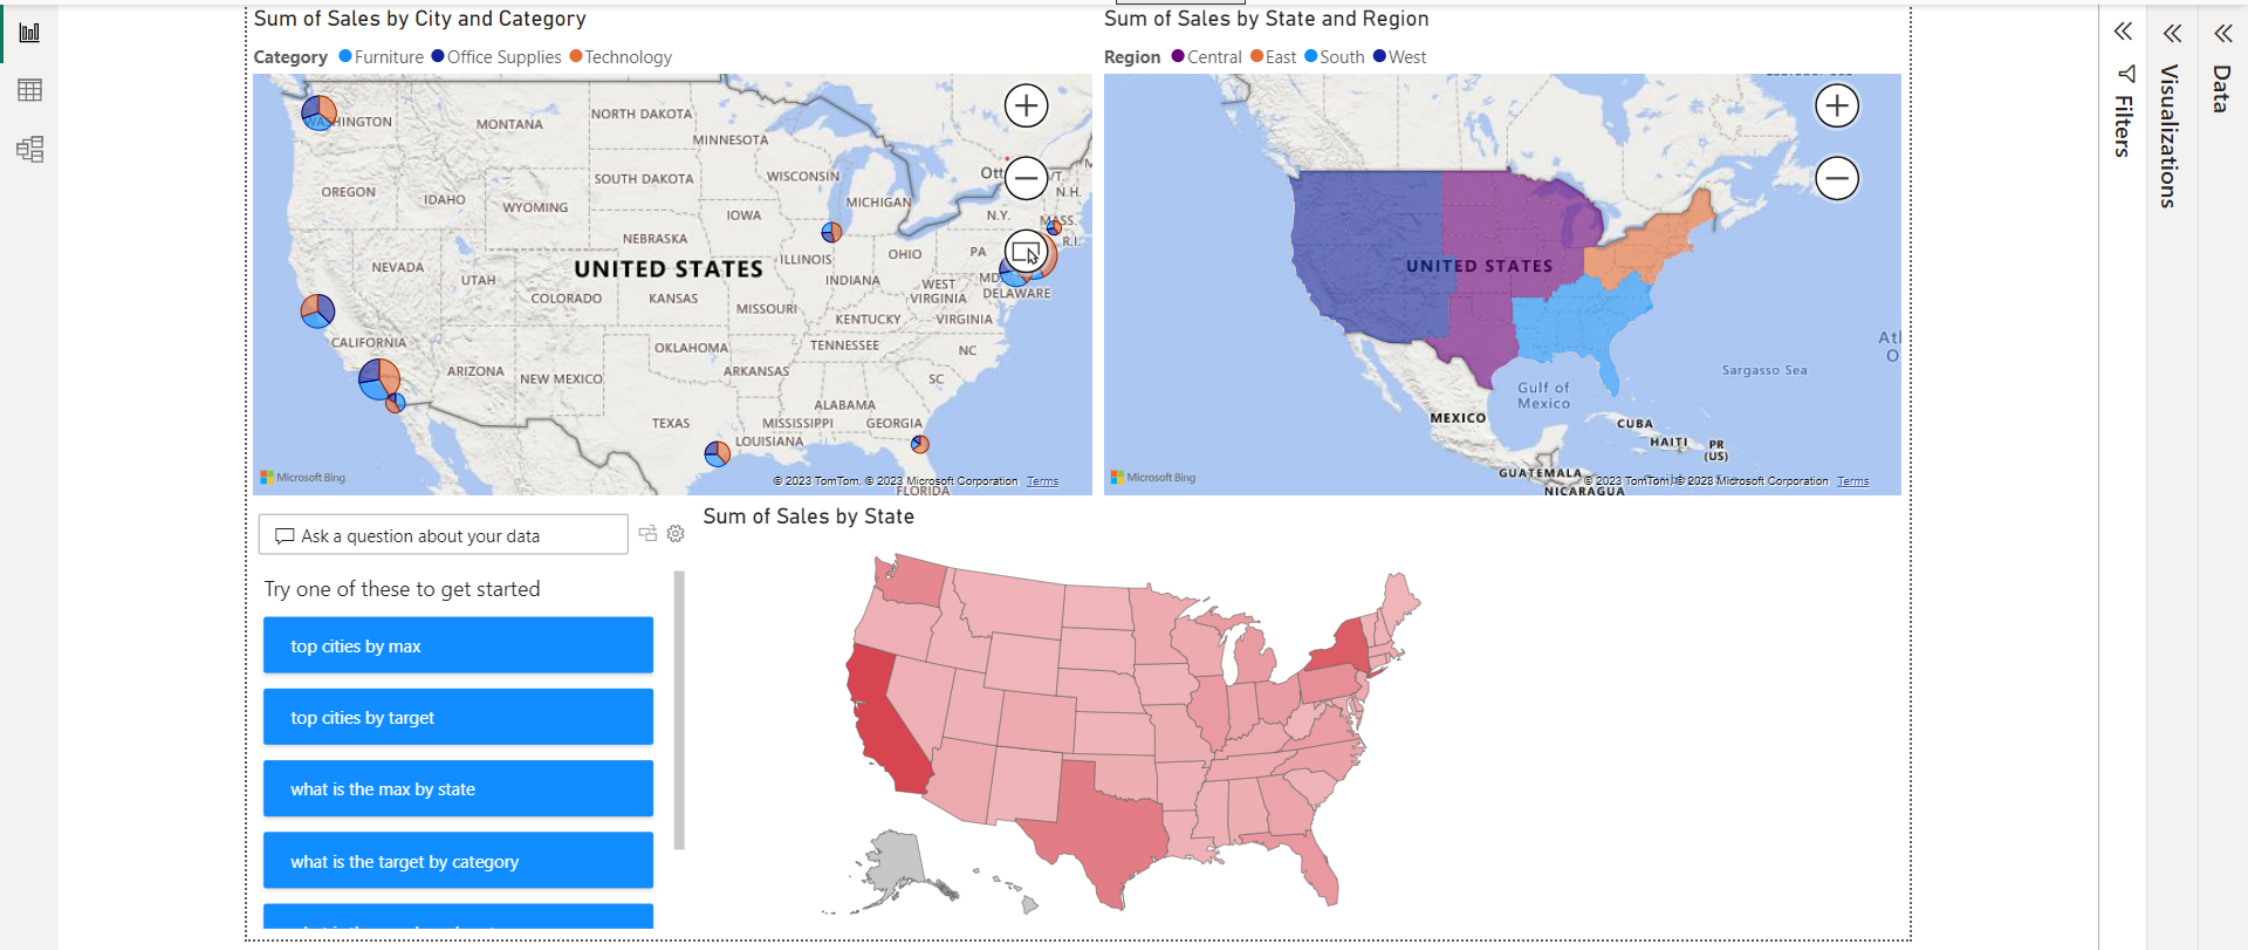 Sum of Sales by City and Category
Category Furniture Office Supplies Technology
WASHINGTON
MONTANA
NORTH DAKOTA
MINNESOTA
OREGON
IDAHO
WYOMING
SOUTH DAKOTA
WISCONSIN
MICHIGAN
Ott
VT.
N.H.
N.Y.
MASS.
R.I.
IOWA
NEBRASKA
NEVADA
UTAH
UNITED STATES
ILLINOIS
OHIO
PA
INDIANA
COLORADO
KANSAS
MISSOURI
WEST
VIRGINIA
MD
DELAWARE
KENTUCKY
VIRGINIA
CALIFORNIA
ARIZONA
NEW MEXICO
OKLAHOMA
ARKANSAS
TENNESSEE
NC
SC
TEXAS
ALABAMA
MISSISSIPPI
GEORGIA
LOUISIANA
FLORIDA
Microsoft Bing
© 2023 TomTom, © 2023 Microsoft Corporation Terms
Sum of Sales by State and Region
Region Central East South West
UNITED STATES
Atl
O
Sargasso Sea
Gulf of
Mexico
MEXICO
CUBA
HAITI
PR
(US)
GUATEMALA
NICARAGUA
Microsoft Bing
© 2023 TomTom, © 2023 Microsoft Corporation Terms
Filters
Visualizations
Data
Ask a question about your data
Try one of these to get started
top cities by max
top cities by target
what is the max by state
what is the target by category
Sum of Sales by State